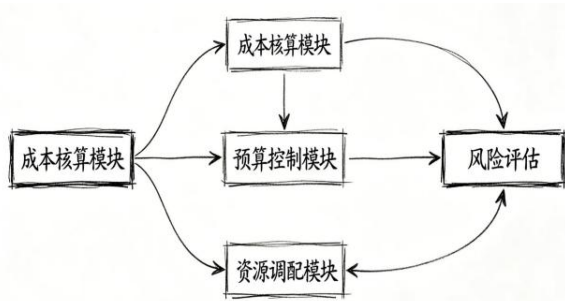 成本核算模块
成本核算模块
预算控制模块
风险评估
资源调配模块